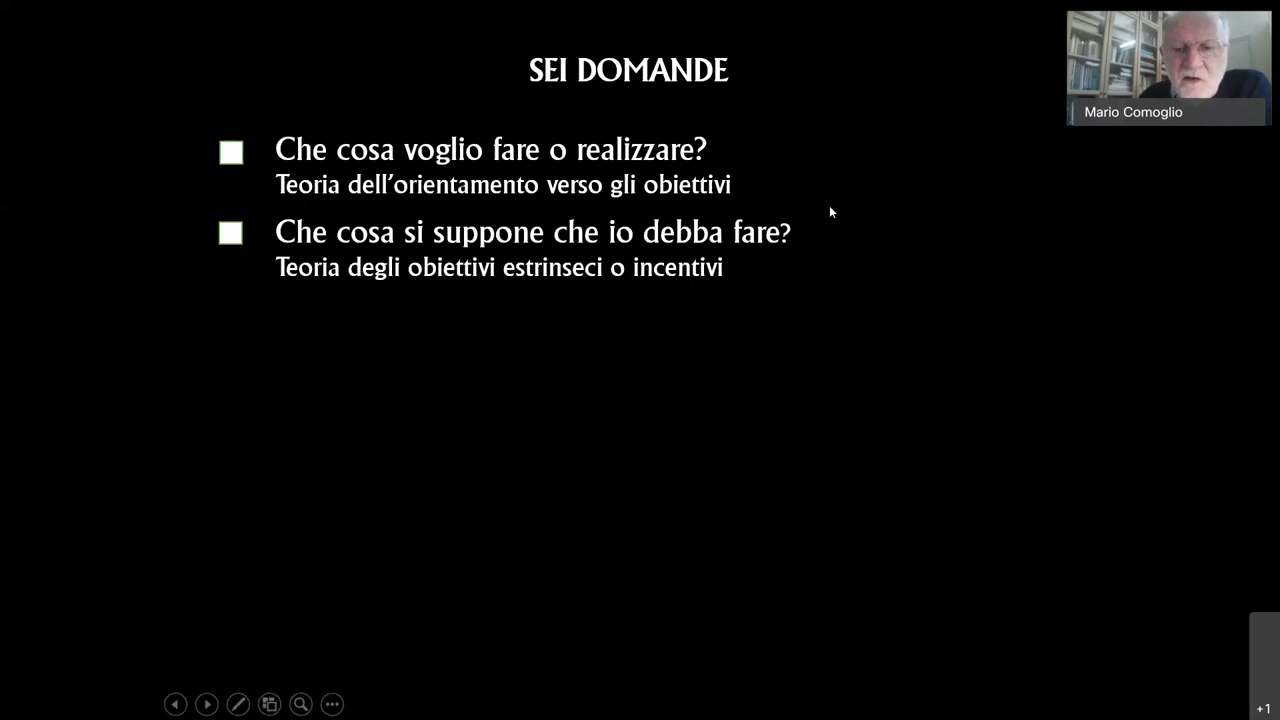 SEI DOMANDE
Che cosa voglio fare o realizzare?
Teoria dell'orientamento verso gli obiettivi
Che cosa si suppone che io debba fare?
Teoria degli obiettivi estrinseci o incentivi
Mario Comoglio
+1